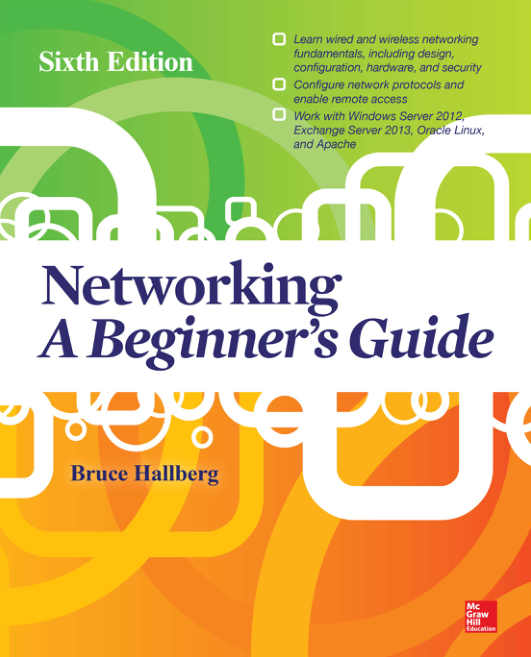 Sixth Edition
Learn wired and wireless networking
fundamentals, including design,
configuration, hardware, and security
Configure network protocols and
enable remote access
Work with Windows Server 2012,
Exchange Server 2013, Oracle Linux,
and Apache
Networking
A Beginner's Guide
Bruce Hallberg
Mc
Graw
Hill
Education